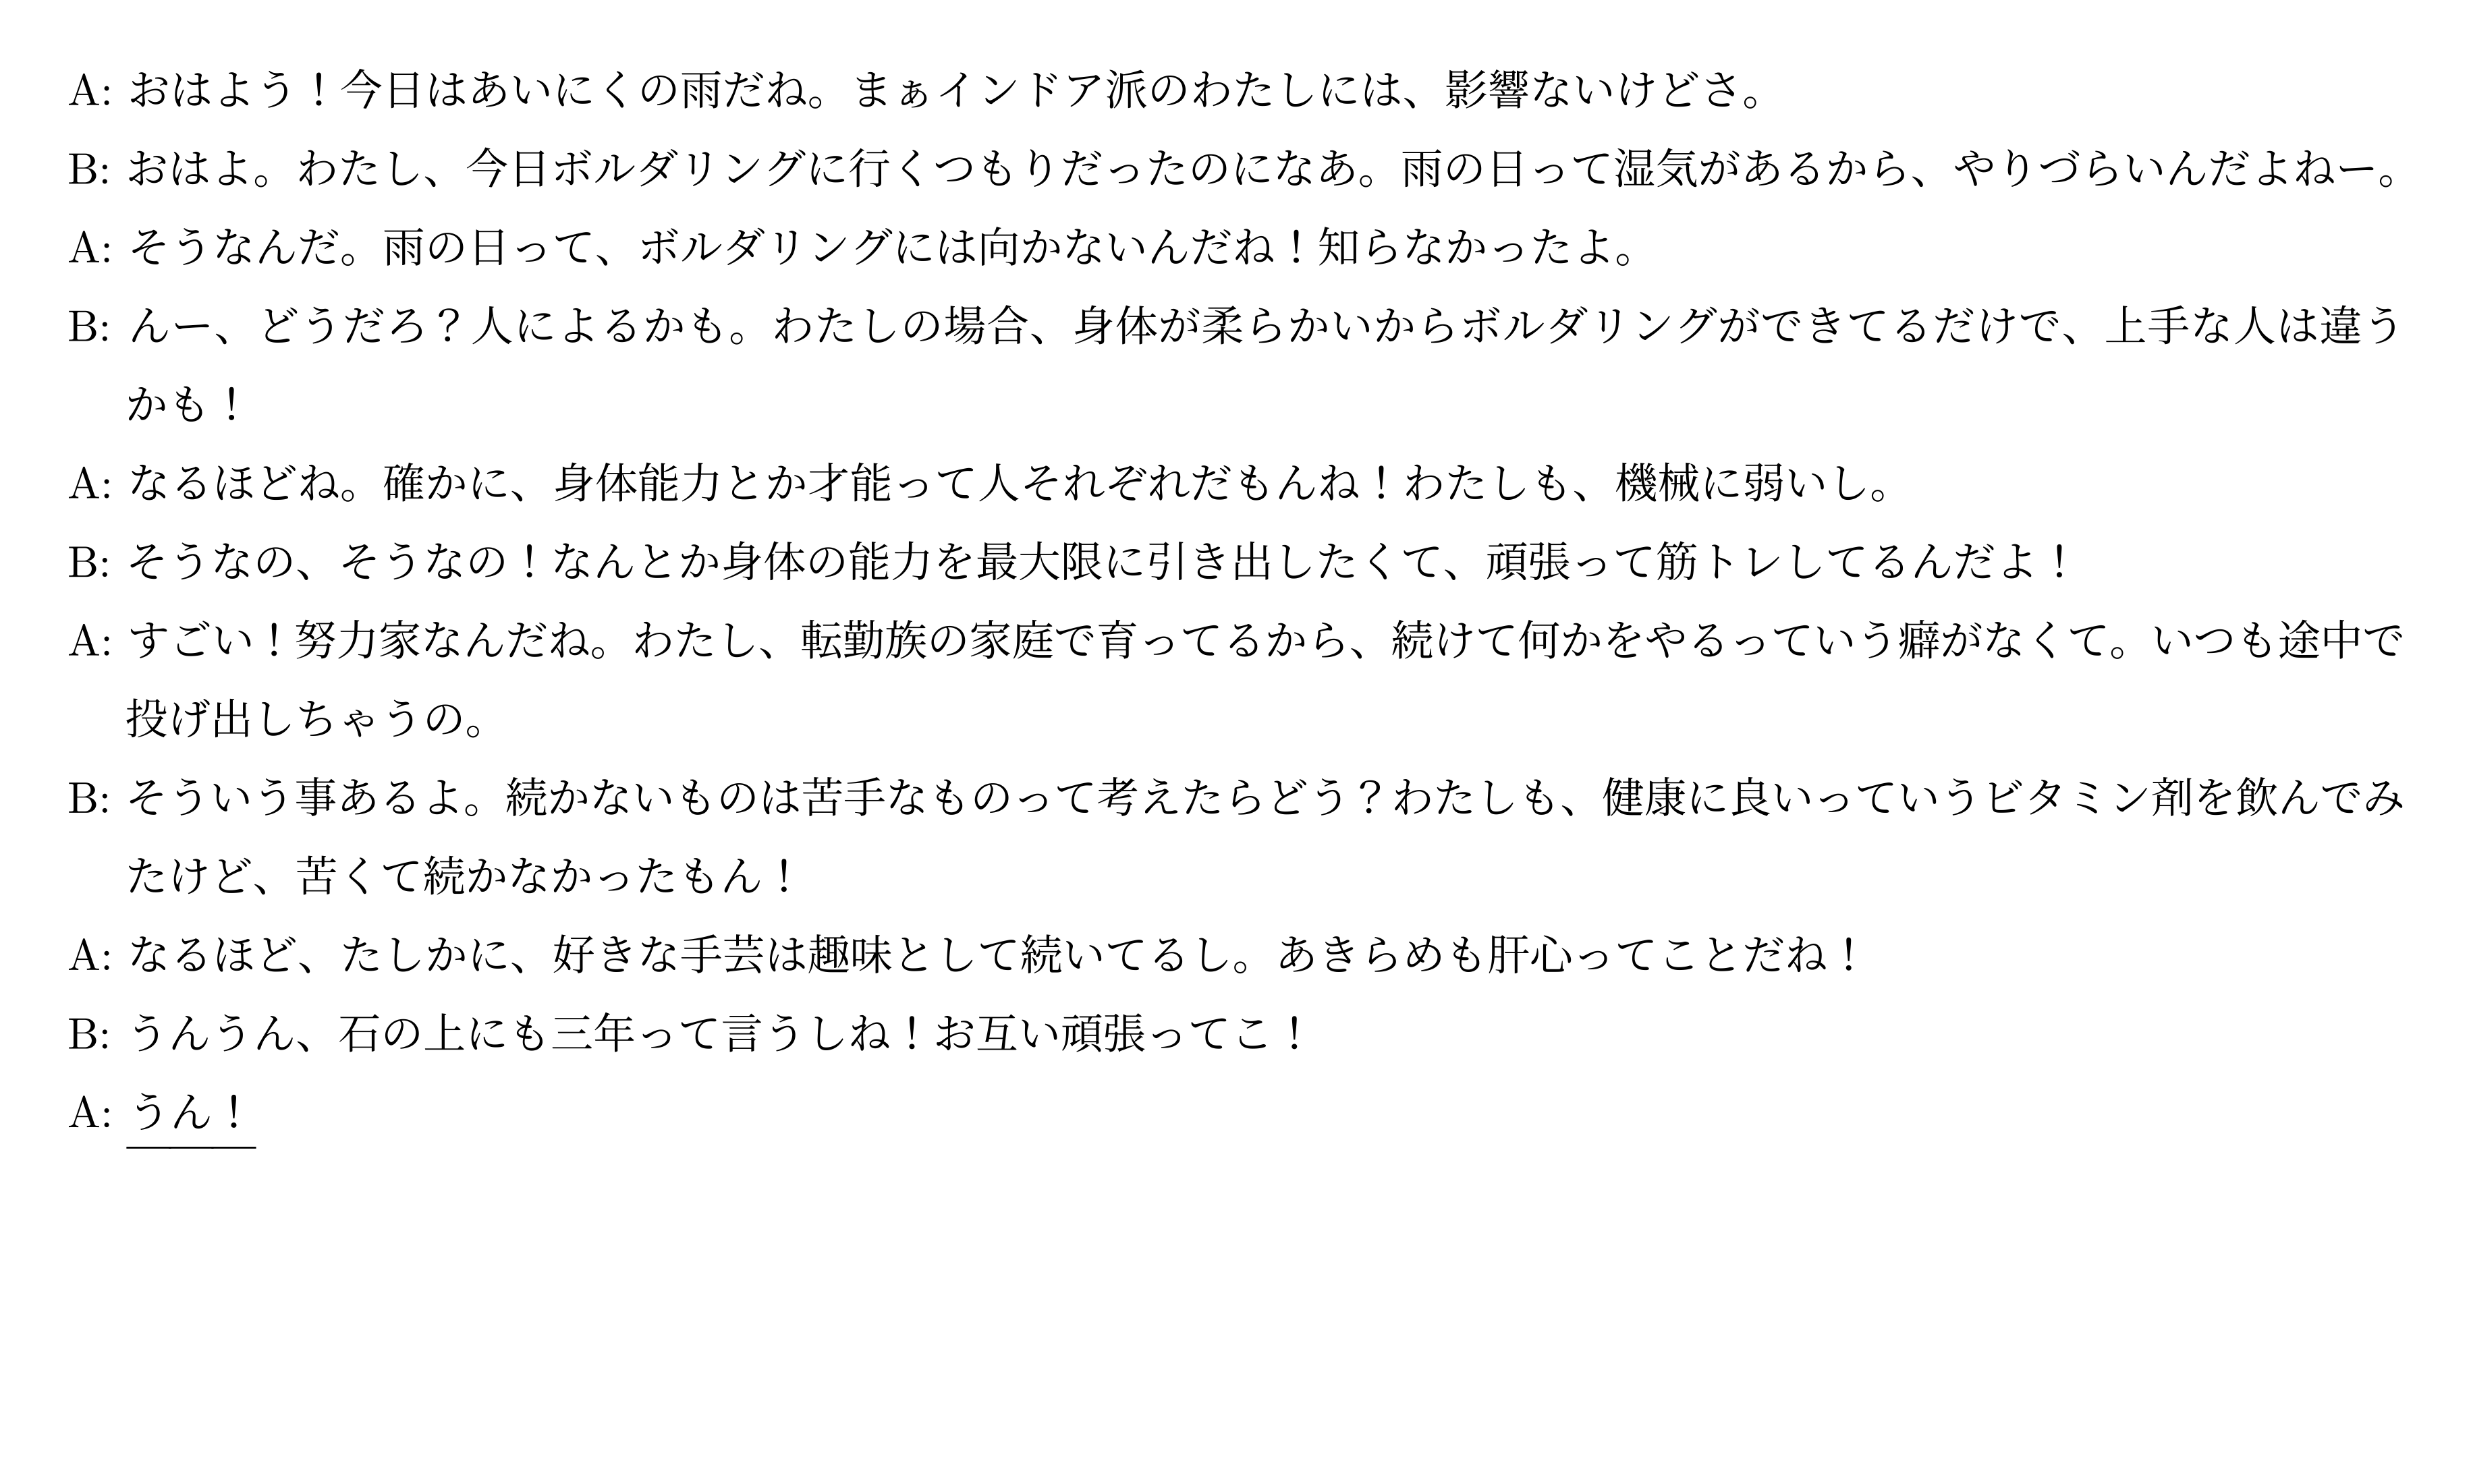 A: おはよう！今日はあいにくの雨だね。まぁインドア派のわたしには、影響ないけどさ。
B: おはよ。わたし、今日ボルダリングに行くつもりだったのになあ。雨の日って湿気があるから、やりづらいんだよねー。
A: そうなんだ。雨の日って、ボルダリングには向かないんだね！知らなかったよ。
B: んー、どうだろ？人によるかも。わたしの場合、身体が柔らかいからボルダリングができてるだけで、上手な人は違う
かも！
A: なるほどね。確かに、身体能力とか才能って人それぞれだもんね！わたしも、機械に弱いし。
B: そうなの、そうなの！なんとか身体の能力を最大限に引き出したくて、頑張って筋トレしてるんだよ！
A: すごい！努力家なんだね。わたし、転勤族の家庭で育ってるから、続けて何かをやるっていう癖がなくて。いつも途中で
投げ出しちゃうの。
B: そういう事あるよ。続かないものは苦手なものって考えたらどう？わたしも、健康に良いっていうビタミン剤を飲んでみ
たけど、苦くて続かなかったもん！
A: なるほど、たしかに、好きな手芸は趣味として続いてるし。あきらめも肝心ってことだね！
B: うんうん、石の上にも三年って言うしね！お互い頑張ってこ！
A: うん！